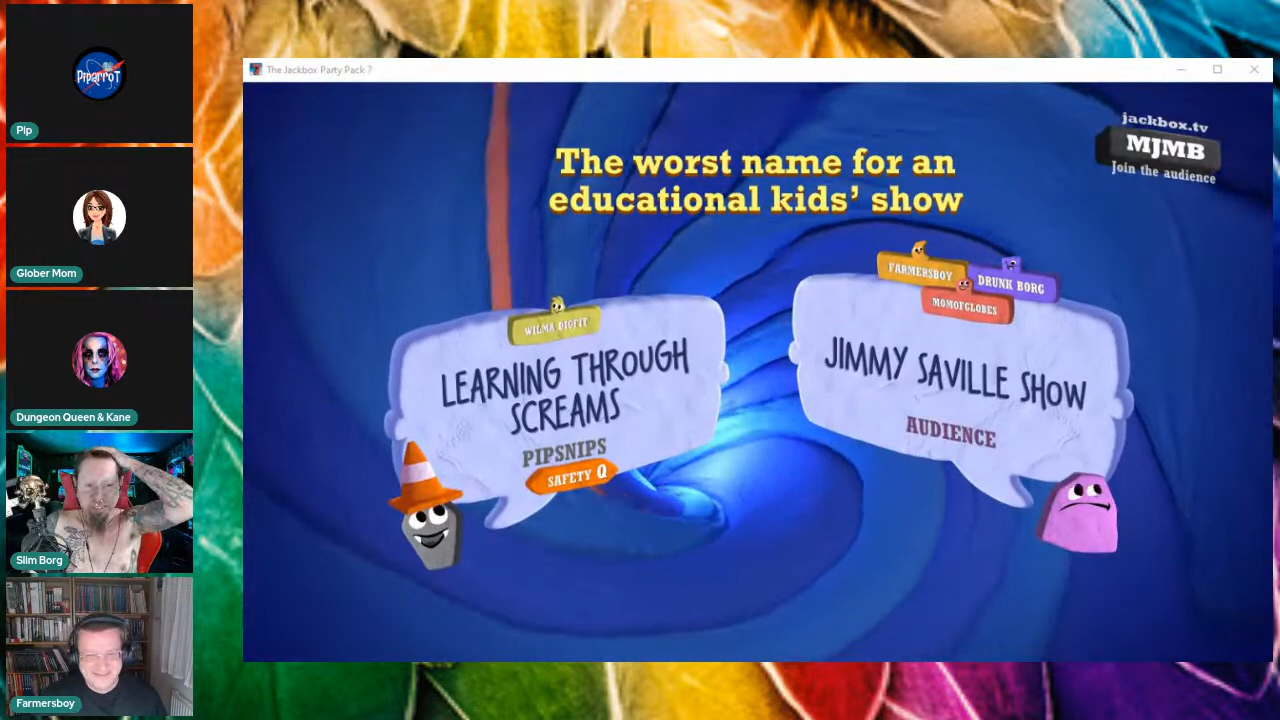 PiparroT
Pip
Glober Mom
Dungeon Queen & Kane
Slim Borg
Farmersboy
The Jackbox Party Pack 7
jackbox.tv
MJMB
Join the audience
The worst name for an
educational kids’ show
WILMA DIGFIT
LEARNING THROUGH
SCREAMS
PIPSNIPS
SAFETY Q
FARMERSBOY
DRUNK BORG
MOMOFGLOBES
JIMMY SAVILLE SHOW
AUDIENCE